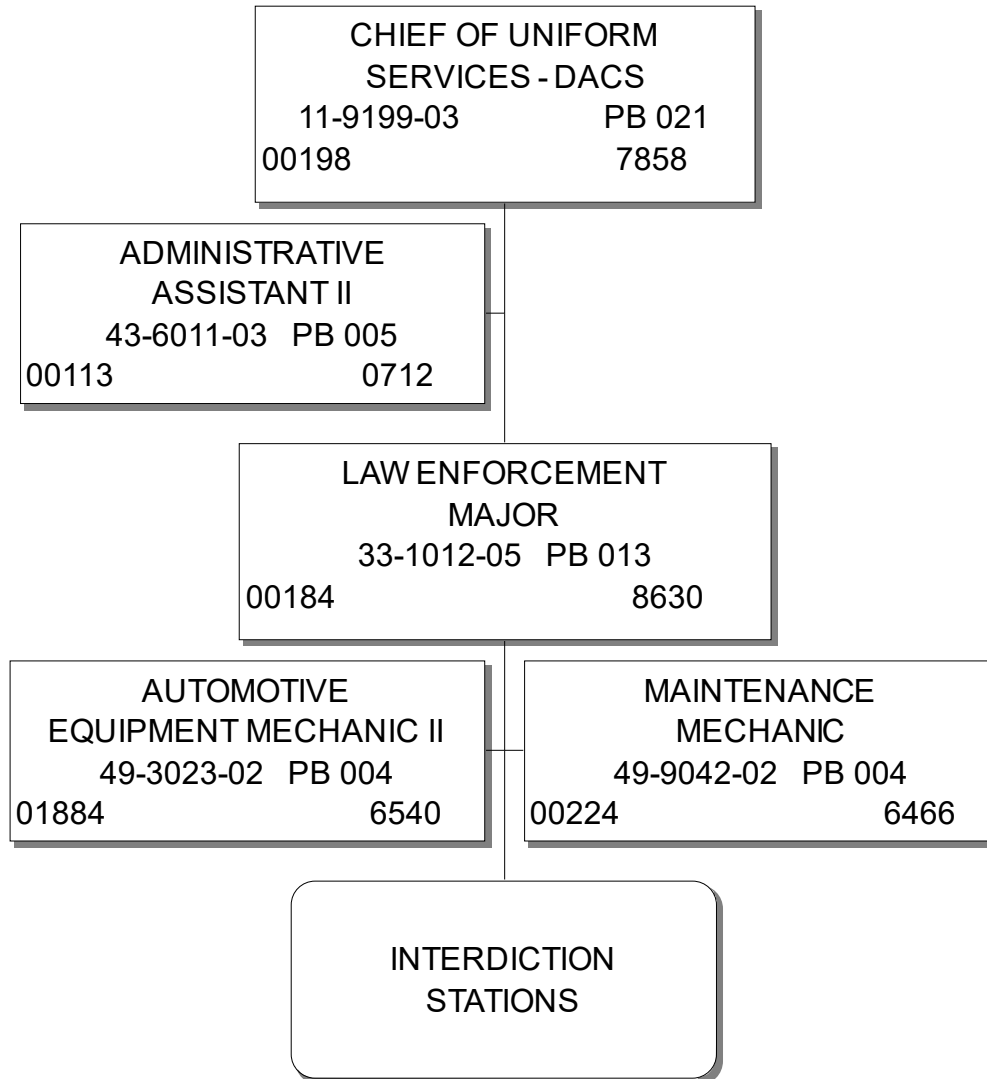 CHIEF OF UNIFORM
SERVICES - DACS
11-9199-03 PB 021
00198 7858
ADMINISTRATIVE
ASSISTANT II
43-6011-03 PB 005
00113 0712
LAW ENFORCEMENT
MAJOR
33-1012-05 PB 013
00184 8630
AUTOMOTIVE
EQUIPMENT MECHANIC II
49-3023-02 PB 004
01884 6540
MAINTENANCE
MECHANIC
49-9042-02 PB 004
00224 6466
INTERDICTION
STATIONS